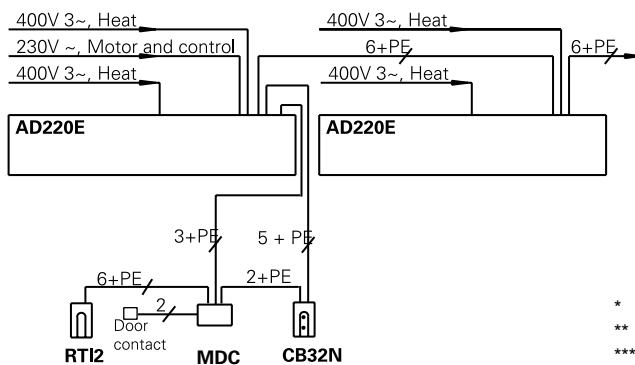 400V 3~, Heat
230V ~, Motor and control
400V 3~, Heat
6+PE
6+PE
400V 3~, Heat
400V 3~, Heat
AD220E
AD220E
3+PE
5 + PE
6+PE
2+PE
2
Door
contact
RTI2
MDC
CB32N
*
**
***